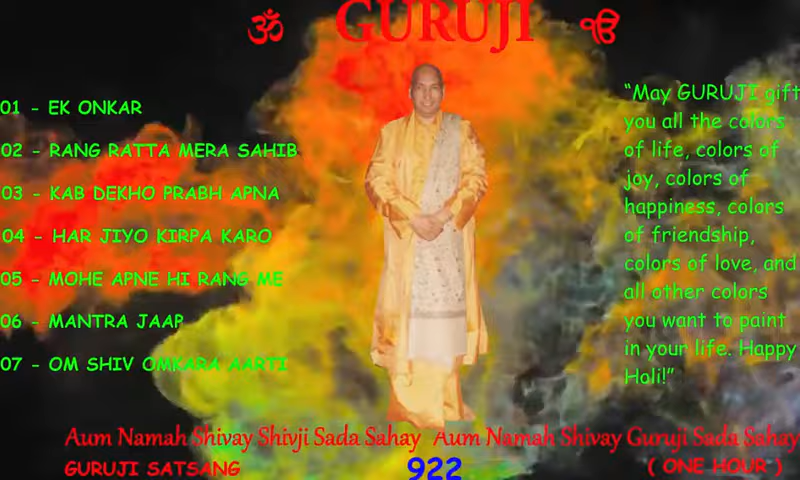 ॐ GURUJI ੴ
01 - EK ONKAR
02 - RANG RATTA MERA SAHIB
03 - KAB DEKHO PRABH APNA
04 - HAR JIYO KIRPA KARO
05 - MOHE APNE HI RANG ME
06 - MANTRA JAAP
07 - OM SHIV OMKARA AARTI
“May GURUJI gift
you all the colors
of life, colors of
joy, colors of
happiness, colors
of friendship,
colors of love, and
all other colors
you want to paint
in your life. Happy
Holi!”
Aum Namah Shivay Shivji Sada Sahay Aum Namah Shivay Guruji Sada Sahay
GURUJI SATSANG 922 ( ONE HOUR )